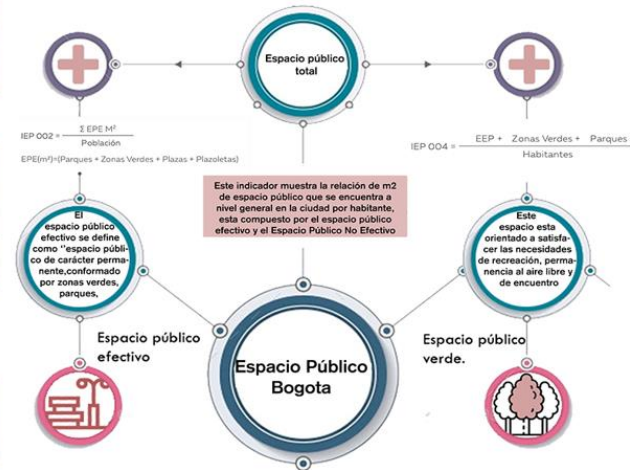 Espacio público
total
IEP 002 = Σ EPE M²
Población
EPE(m²)=(Parques + Zonas Verdes + Plazas + Plazoletas)
IEP 004 = EEP + Zonas Verdes + Parques
Habitantes
Este indicador muestra la relación de m2
de espacio público que se encuentra a
nivel general en la ciudad por habitante,
esta compuesto por el espacio público
efectivo y el Espacio Público No Efectivo
El
espacio público
efectivo se define
como "espacio públi-
co de carácter perma-
nente,conformado
por zonas verdes,
parques,
Este
espacio esta
orientado a satisfa-
cer las necesidades
de recreación, perma-
nencia al aire libre y
de encuentro
Espacio público
efectivo
Espacio Público
Bogota
Espacio público
verde.